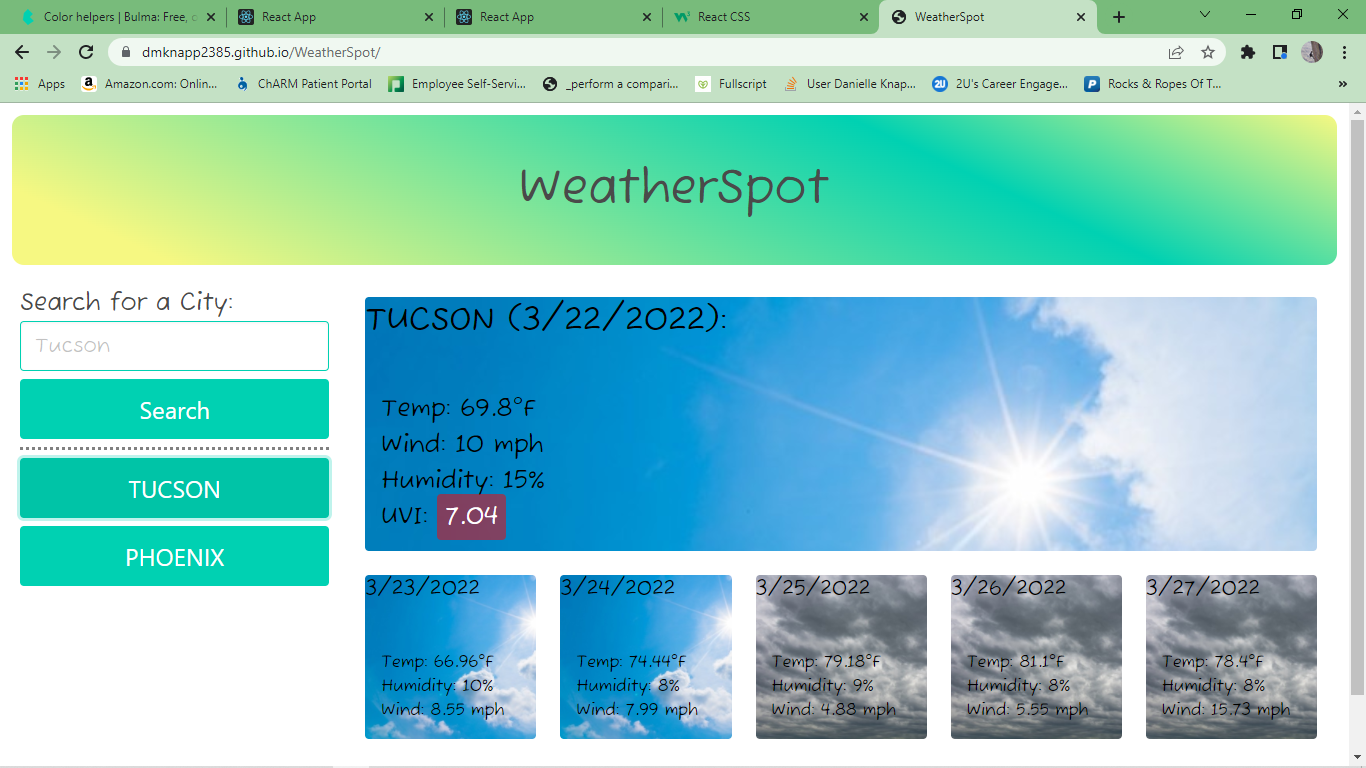 Color helpers | Bulma: Free, o
React App
React App
React CSS
WeatherSpot
dmknapp2385.github.io/WeatherSpot/
Apps
Amazon.com: Onlin...
ChARM Patient Portal
Employee Self-Servi...
_perform a compari...
Fullscript
User Danielle Knap...
2U's Career Engage...
Rocks & Ropes Of T...
WeatherSpot
Search for a City:
Tucson
Search
TUCSON
PHOENIX
TUCSON (3/22/2022):
Temp: 69.8°F
Wind: 10 mph
Humidity: 15%
UVI: 7.04
3/23/2022
Temp: 66.96°F
Humidity: 10%
Wind: 8.55 mph
3/24/2022
Temp: 74.44°F
Humidity: 8%
Wind: 7.99 mph
3/25/2022
Temp: 79.18°F
Humidity: 9%
Wind: 4.88 mph
3/26/2022
Temp: 81.1°F
Humidity: 8%
Wind: 5.55 mph
3/27/2022
Temp: 78.4°F
Humidity: 8%
Wind: 15.73 mph